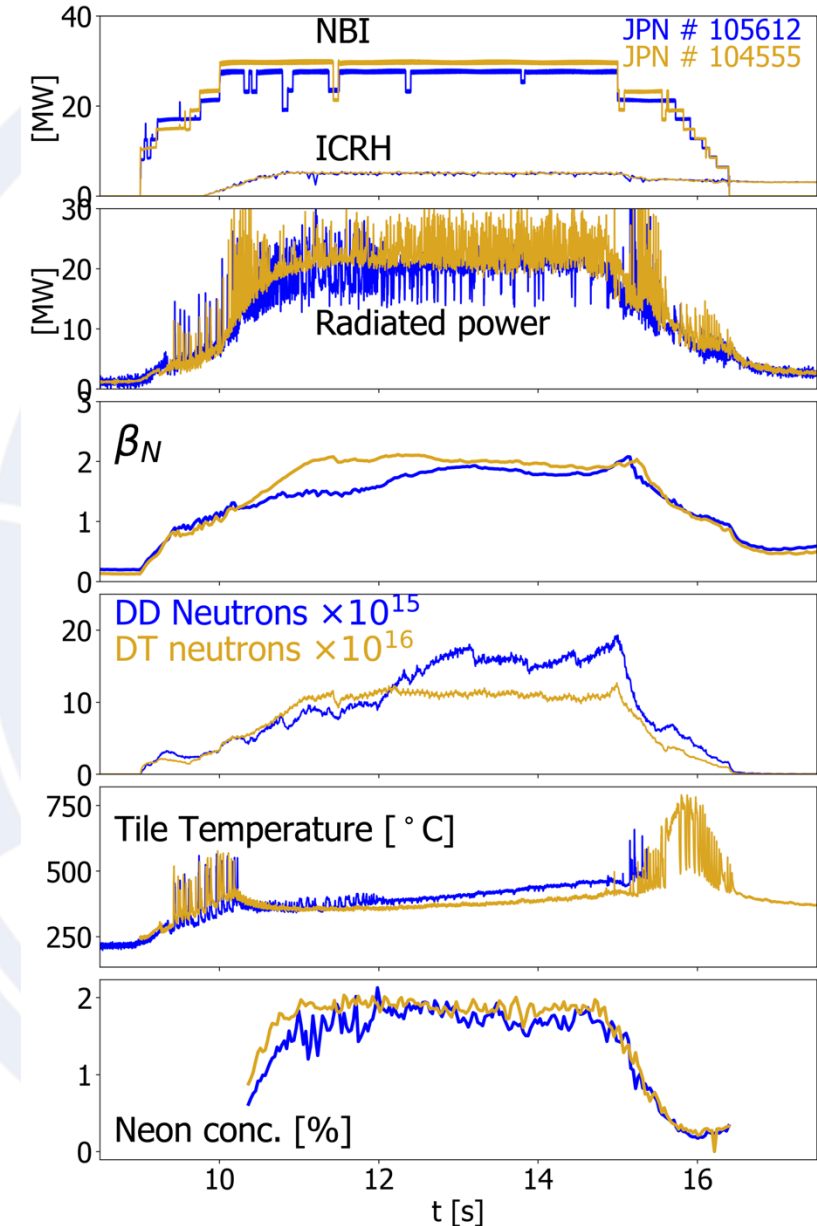 40
NBI
JPN # 105612
JPN # 104555
[MW]
20
ICRH
0
30
[MW]
20
10
Radiated power
0
3
β_N
2
1
0
DD Neutrons ×10^15
20
DT neutrons ×10^16
10
0
750
Tile Temperature [°C]
500
250
2
1
Neon conc. [%]
0
10 12 14 16
t [s]